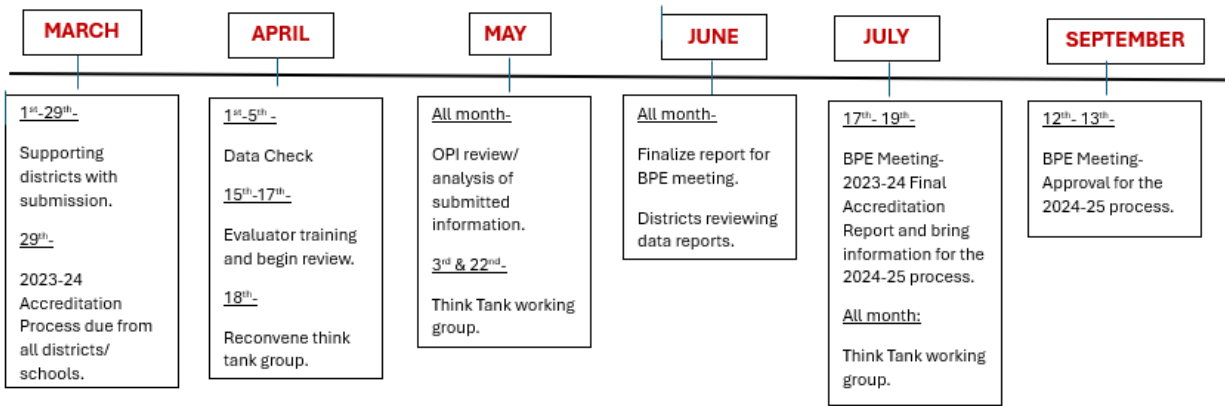 MARCH
1st-29th-
Supporting
districts with
submission.
29th-
2023-24
Accreditation
Process due from
all districts/
schools.
APRIL
1st-5th -
Data Check
15th-17th-
Evaluator training
and begin review.
18th-
Reconvene think
tank group.
MAY
All month-
OPI review/
analysis of
submitted
information.
3rd & 22nd-
Think Tank working
group.
JUNE
All month-
Finalize report for
BPE meeting.
Districts reviewing
data reports.
JULY
17th- 19th-
BPE Meeting-
2023-24 Final
Accreditation
Report and bring
information for the
2024-25 process.
All month:
Think Tank working
group.
SEPTEMBER
12th- 13th-
BPE Meeting-
Approval for the
2024-25 process.